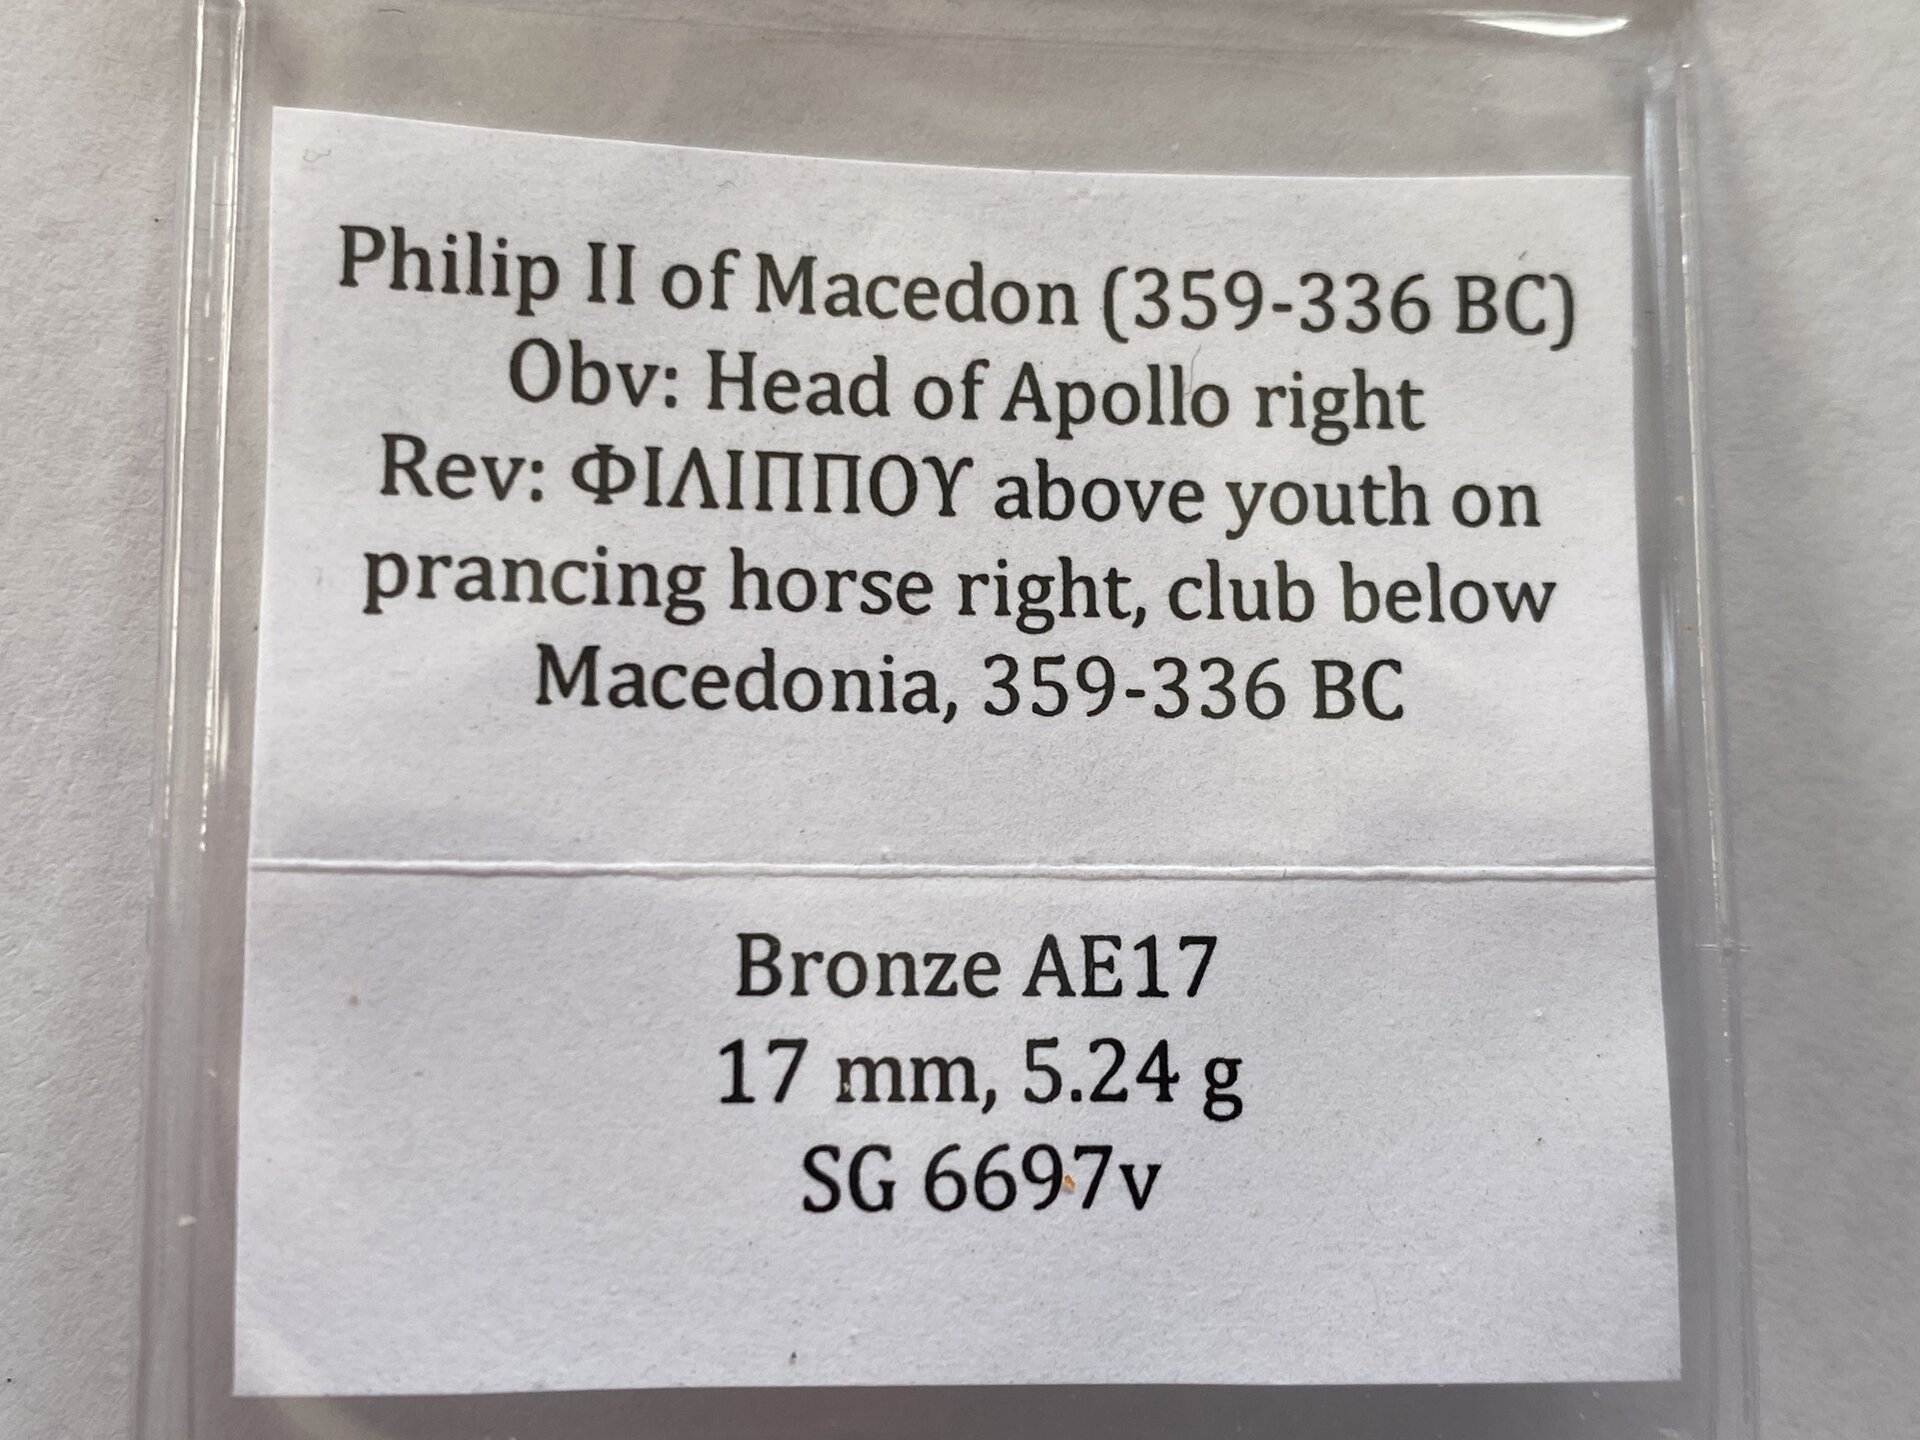 Philip II of Macedon (359-336 BC)
Obv: Head of Apollo right
Rev: ΦΙΛΙΠΠΟΥ above youth on
prancing horse right, club below
Macedonia, 359-336 BC
Bronze AE17
17 mm, 5.24 g
SG 6697v